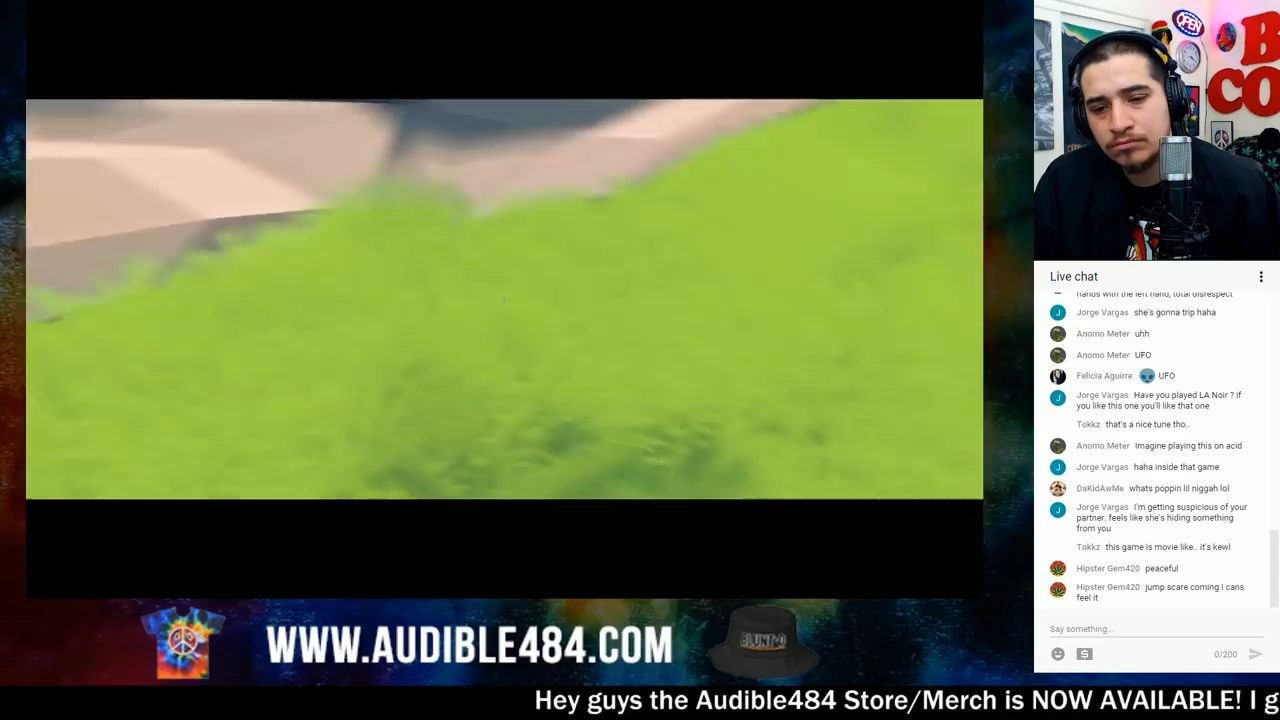 OPEN
B
CO
Live chat
hands with the left hand, total disrespect
Jorge Vargas she's gonna trip haha
Anomo Meter uhh
Anomo Meter UFO
Felicia Aguirre UFO
Jorge Vargas Have you played LA Noir ? if
you like this one you'll like that one
Tokkz that's a nice tune tho..
Anomo Meter Imagine playing this on acid
Jorge Vargas haha inside that game
DaKidAwMe whats poppin lil niggah lol
Jorge Vargas I'm getting suspicious of your
partner. feels like she's hiding something
from you
Tokkz this game is movie like.. it's kewl
Hipster Gem420 peaceful
Hipster Gem420 jump scare coming I cans
feel it
Say something...
0/200
WWW.AUDIBLE484.COM
Hey guys the Audible484 Store/Merch is NOW AVAILABLE! I g